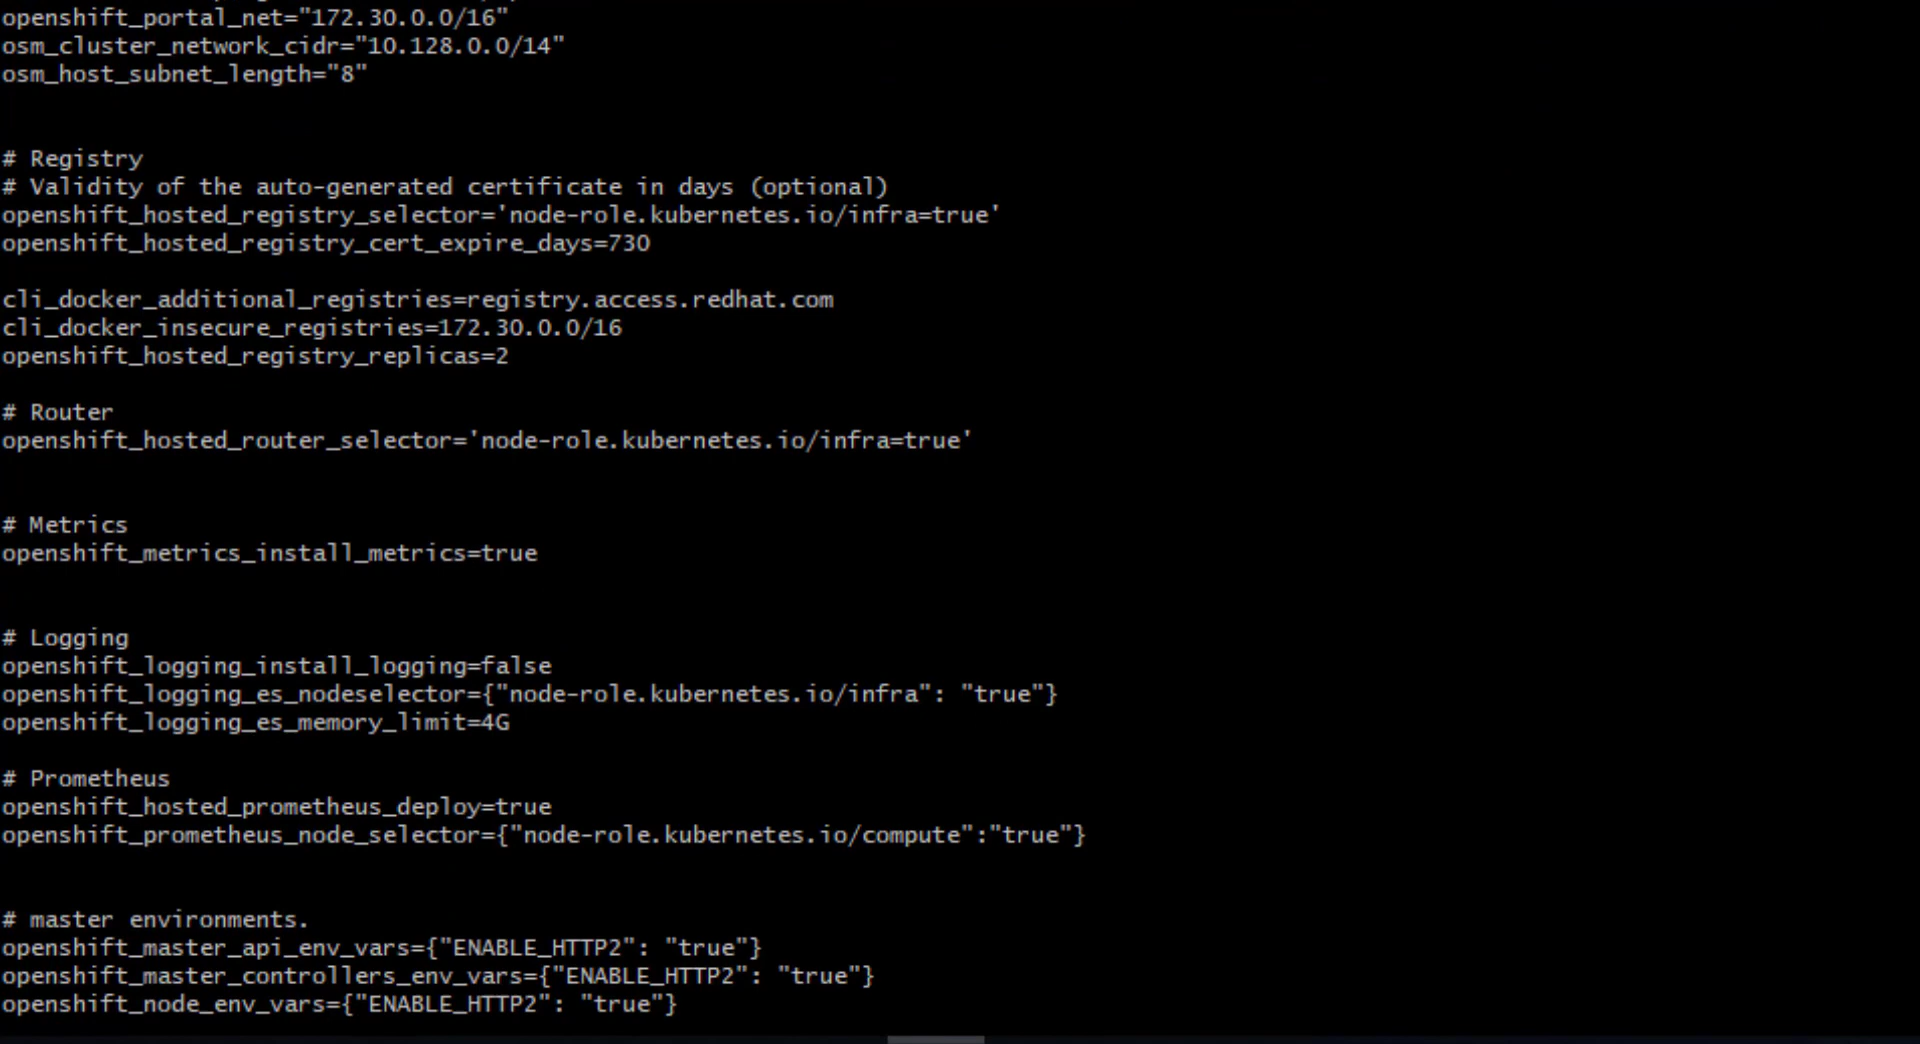 openshift_portal_net="172.30.0.0/16"
osm_cluster_network_cidr="10.128.0.0/14"
osm_host_subnet_length="8"
# Registry
# Validity of the auto-generated certificate in days (optional)
openshift_hosted_registry_selector='node-role.kubernetes.io/infra=true'
openshift_hosted_registry_cert_expire_days=730
cli_docker_additional_registries=registry.access.redhat.com
cli_docker_insecure_registries=172.30.0.0/16
openshift_hosted_registry_replicas=2
# Router
openshift_hosted_router_selector='node-role.kubernetes.io/infra=true'
# Metrics
openshift_metrics_install_metrics=true
# Logging
openshift_logging_install_logging=false
openshift_logging_es_nodeselector={"node-role.kubernetes.io/infra": "true"}
openshift_logging_es_memory_limit=4G
# Prometheus
openshift_hosted_prometheus_deploy=true
openshift_prometheus_node_selector={"node-role.kubernetes.io/compute":"true"}
# master environments.
openshift_master_api_env_vars={"ENABLE_HTTP2": "true"}
openshift_master_controllers_env_vars={"ENABLE_HTTP2": "true"}
openshift_node_env_vars={"ENABLE_HTTP2": "true"}